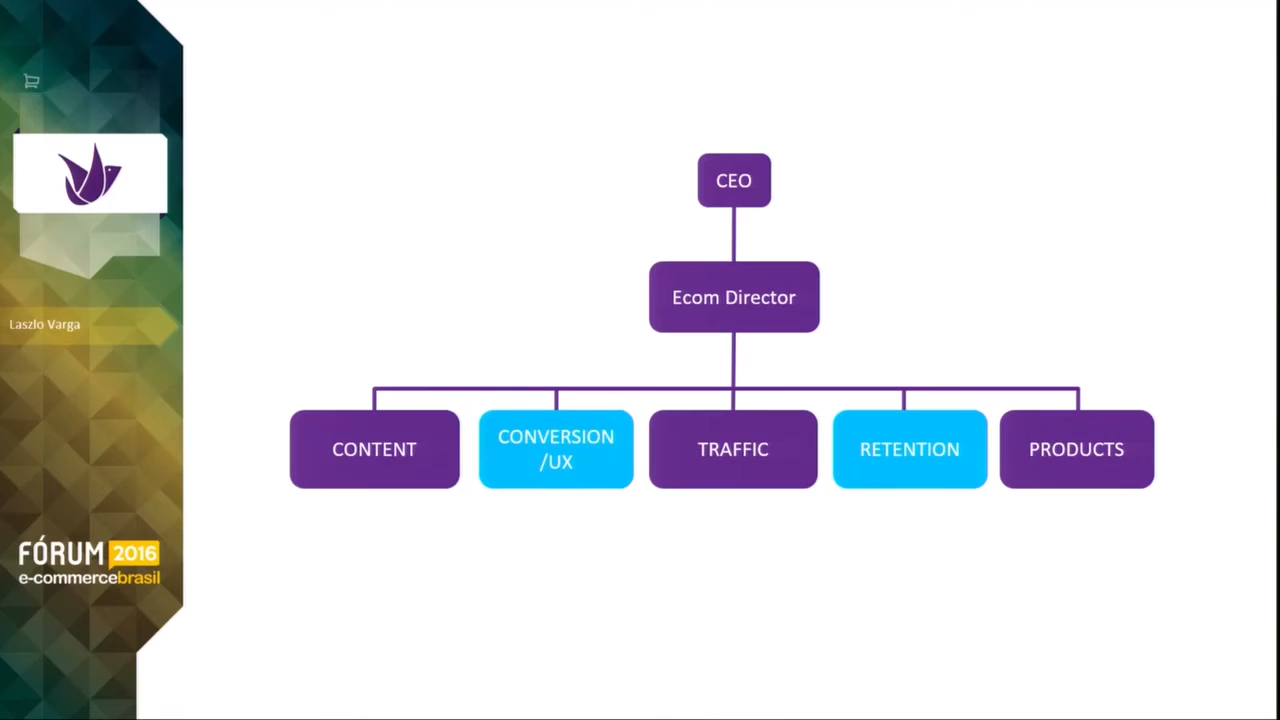 Laszlo Varga
FÓRUM 2016
e-commercebrasil
CEO
Ecom Director
CONTENT
CONVERSION
/UX
TRAFFIC
RETENTION
PRODUCTS